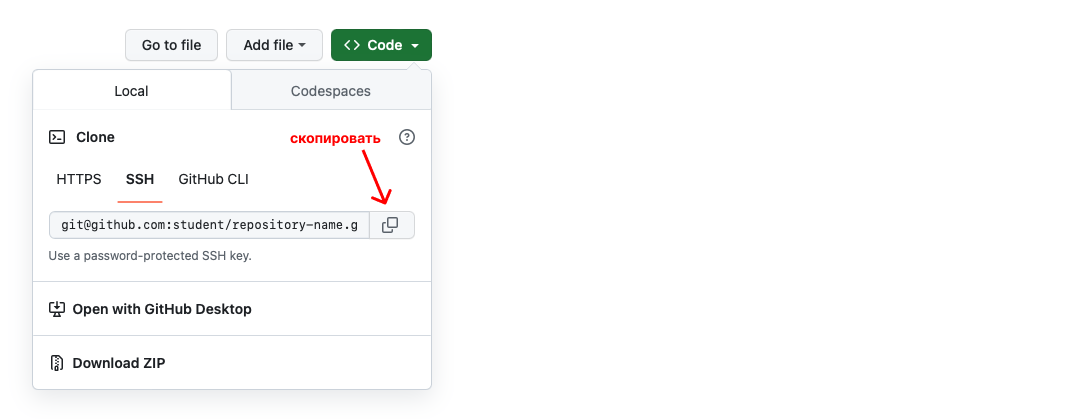 Go to file
Add file
Code
Local
Codespaces
Clone
скопировать
HTTPS
SSH
GitHub CLI
git@github.com:student/repository-name.g
Use a password-protected SSH key.
Open with GitHub Desktop
Download ZIP